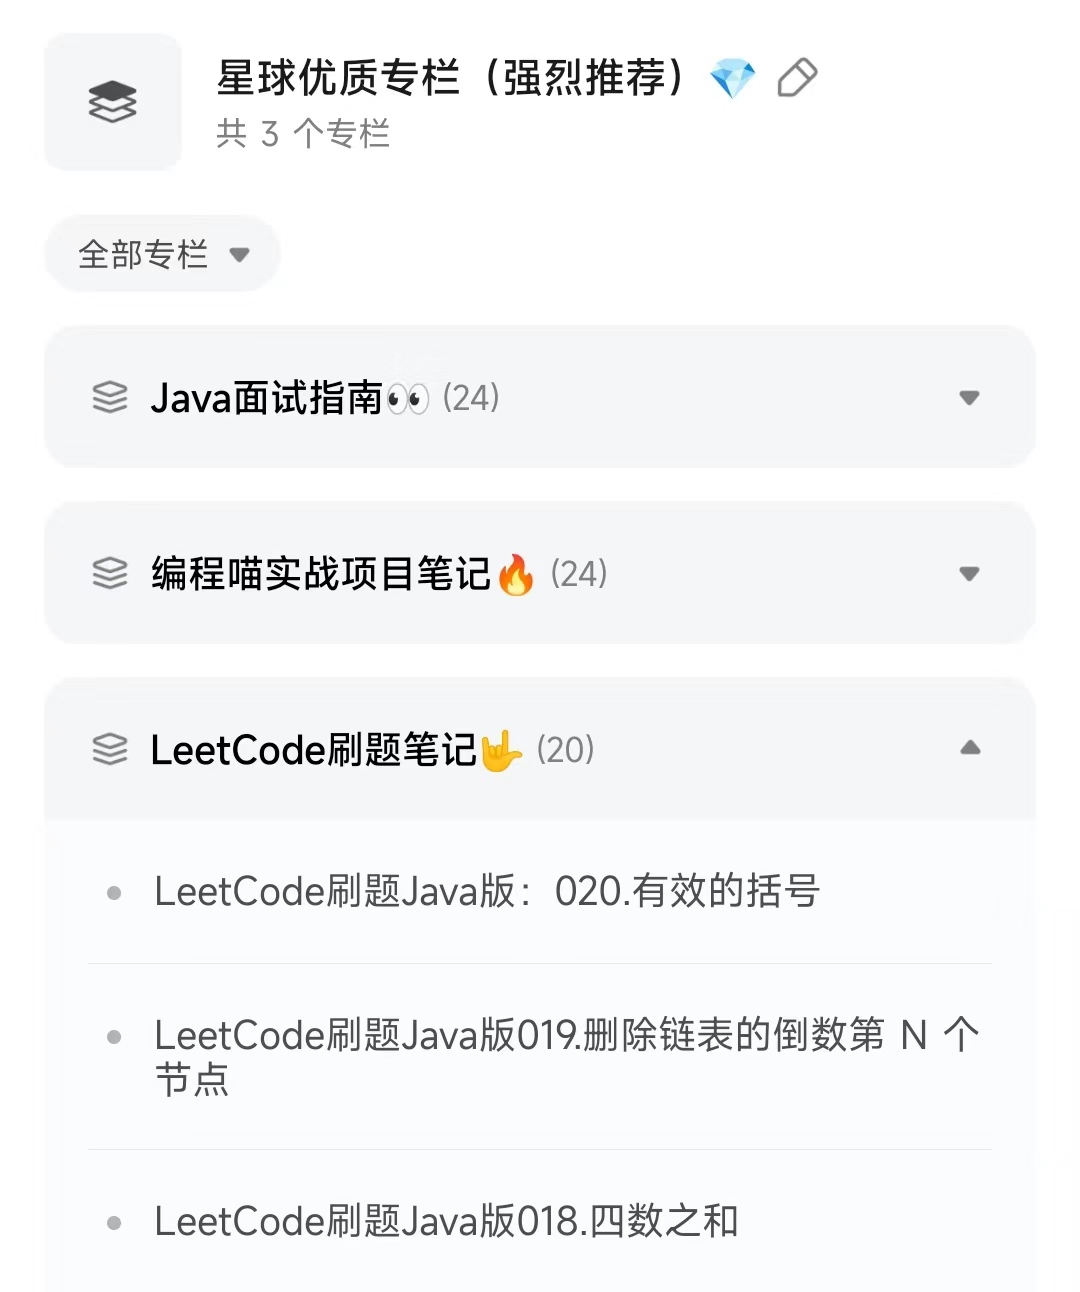 星球优质专栏（强烈推荐）💎
共 3 个专栏
全部专栏
Java面试指南👀 (24)
编程喵实战项目笔记🔥 (24)
LeetCode刷题笔记🤟 (20)
LeetCode刷题Java版：020.有效的括号
LeetCode刷题Java版019.删除链表的倒数第 N 个
节点
LeetCode刷题Java版018.四数之和